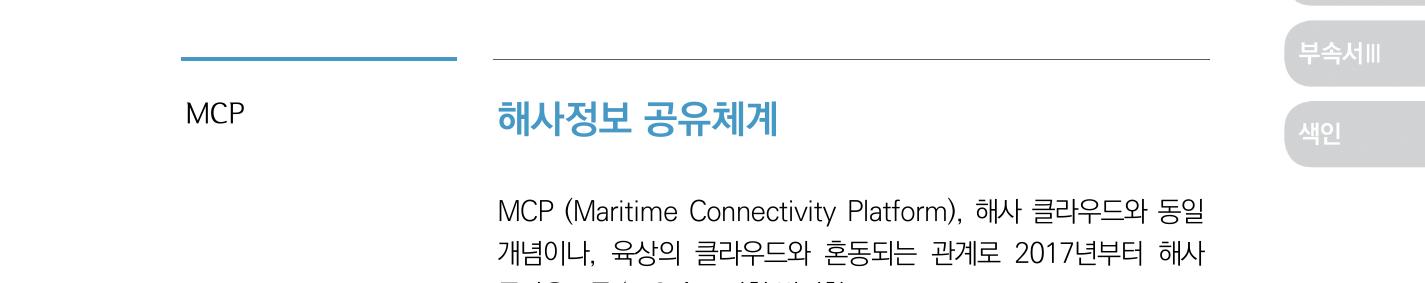 부속서Ⅲ
MCP
해사정보 공유체계
색인
MCP (Maritime Connectivity Platform), 해사 클라우드와 동일
개념이나, 육상의 클라우드와 혼동되는 관계로 2017년부터 해사